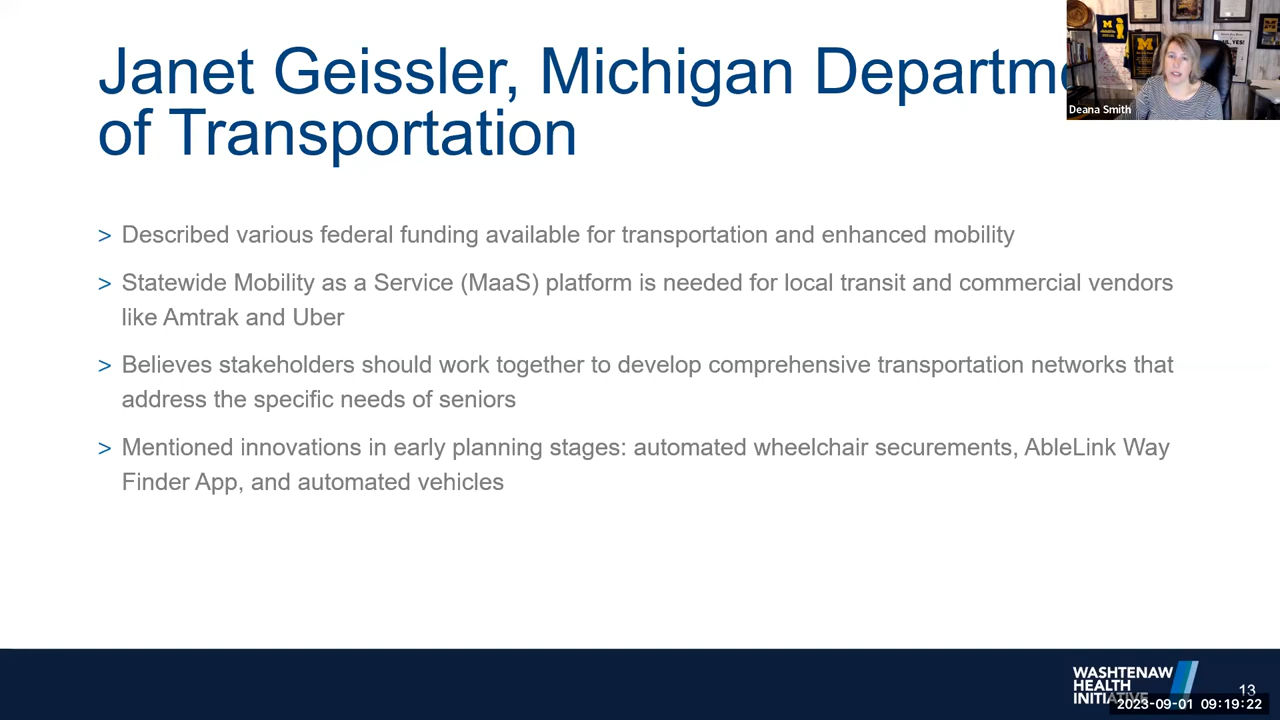 Janet Geissler, Michigan Departm
of Transportation
Deana Smith
> Described various federal funding available for transportation and enhanced mobility
> Statewide Mobility as a Service (MaaS) platform is needed for local transit and commercial vendors
like Amtrak and Uber
> Believes stakeholders should work together to develop comprehensive transportation networks that
address the specific needs of seniors
> Mentioned innovations in early planning stages: automated wheelchair securements, AbleLink Way
Finder App, and automated vehicles
WASHTENAW
HEALTH
INITIATIVE
13
2023-09-01 09:19:22